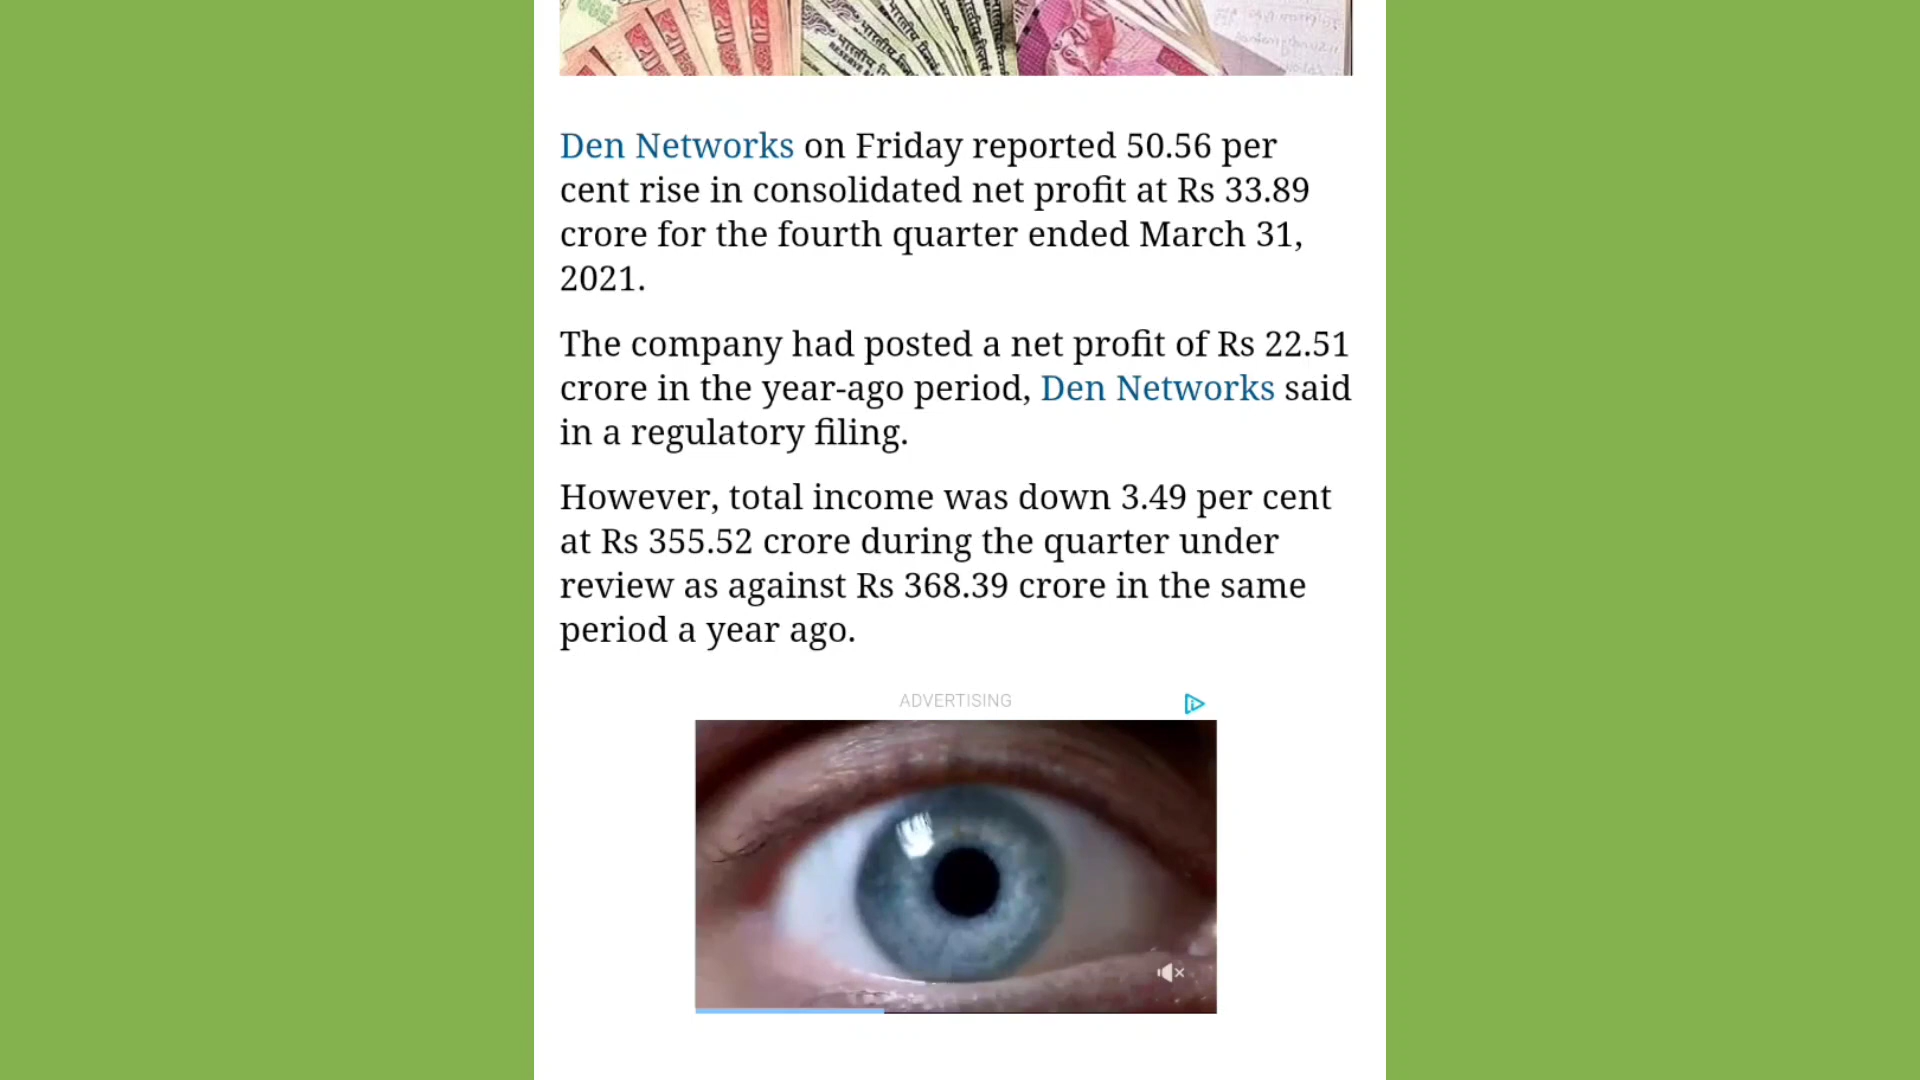 Den Networks on Friday reported 50.56 per
cent rise in consolidated net profit at Rs 33.89
crore for the fourth quarter ended March 31,
2021.
The company had posted a net profit of Rs 22.51
crore in the year-ago period, Den Networks said
in a regulatory filing.
However, total income was down 3.49 per cent
at Rs 355.52 crore during the quarter under
review as against Rs 368.39 crore in the same
period a year ago.
ADVERTISING